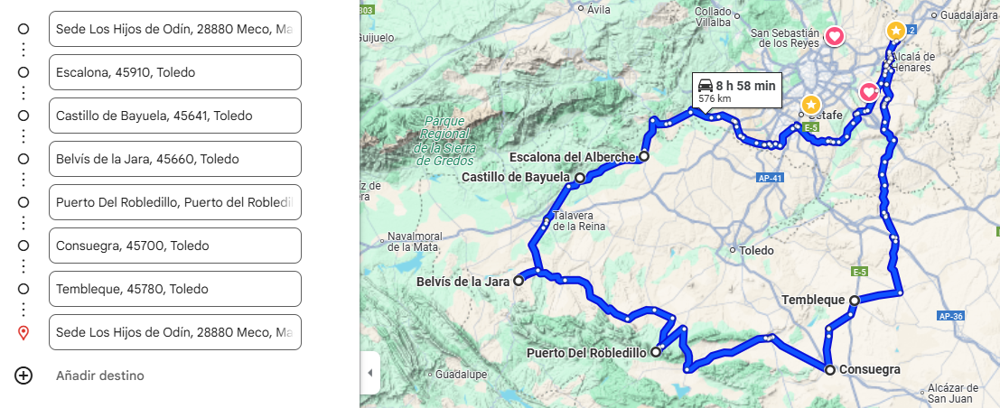 Sede Los Hijos de Odín, 28880 Meco, Ma
Escalona, 45910, Toledo
Castillo de Bayuela, 45641, Toledo
Belvís de la Jara, 45660, Toledo
Puerto Del Robledillo, Puerto del Robledil
Consuegra, 45700, Toledo
Tembleque, 45780, Toledo
Sede Los Hijos de Odín, 28880 Meco, Ma
Añadir destino
803
Ávila
Guijuelo
Collado
Villalba
San Sebastián
de los Reyes
Guadalajara
Alcalá de
Henares
8 h 58 min
576 km
Getafe
E-5
Parque
Regional
de la Sierra
de Gredos
Escalona del Alberche
Castillo de Bayuela
AP-41
Talavera
de la Reina
Navalmoral
de la Mata
Toledo
Belvís de la Jara
E-5
Tembleque
AP-36
Puerto Del Robledillo
Consuegra
Guadalupe
Alcázar de
San Juan